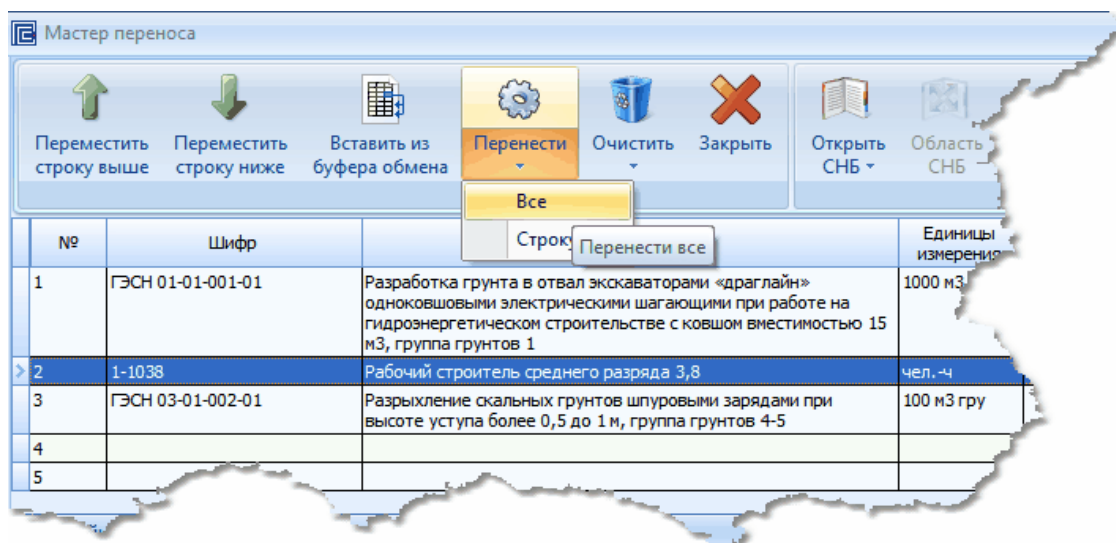 Мастер переноса
Переместить строку выше
Переместить строку ниже
Вставить из буфера обмена
Перенести
Очистить
Закрыть
Открыть СНБ
Область СНБ
Все
Перенести все
№ Шифр Единицы измерения
1 ГЭСН 01-01-001-01 Разработка грунта в отвал экскаваторами «драглайн» 1000 м3
одноковшовыми электрическими шагающими при работе на
гидроэнергетическом строительстве с ковшом вместимостью 15
м3, группа грунтов 1
2 1-1038 Рабочий строитель среднего разряда 3,8 чел.-ч
3 ГЭСН 03-01-002-01 Разрыхление скальных грунтов шпуровыми зарядами при 100 м3 гру
высоте уступа более 0,5 до 1 м, группа грунтов 4-5
4
5